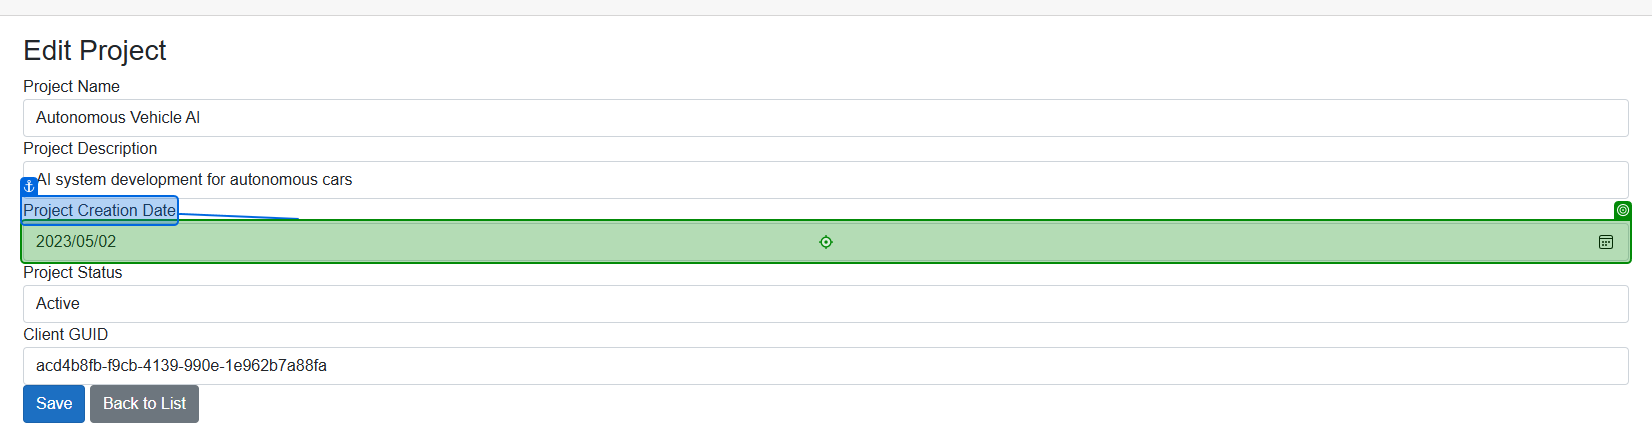 Edit Project
Project Name
Autonomous Vehicle AI
Project Description
AI system development for autonomous cars
Project Creation Date
2023/05/02
Project Status
Active
Client GUID
acd4b8fb-f9cb-4139-990e-1e962b7a88fa
Save Back to List